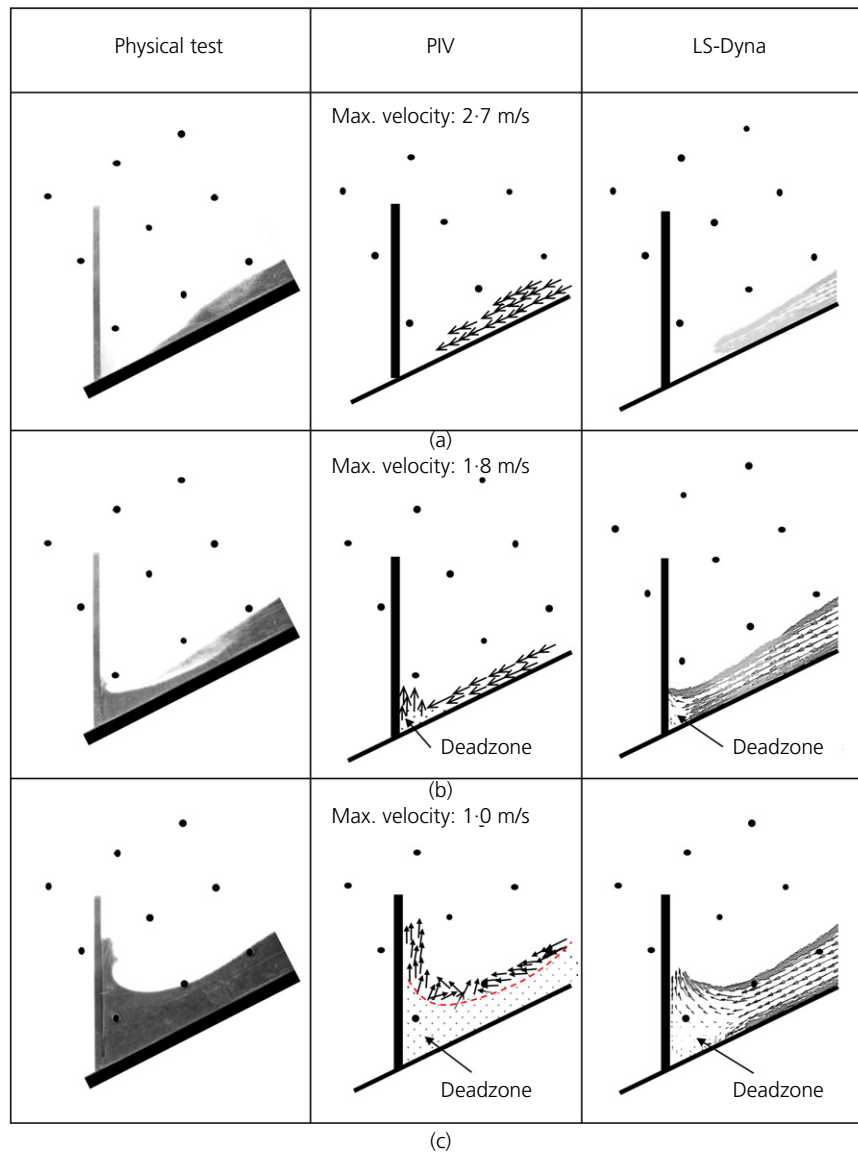 Physical test PIV LS-Dyna
Max. velocity: 2·7 m/s
(a)
Max. velocity: 1·8 m/s
Deadzone Deadzone
(b)
Max. velocity: 1·0 m/s
Deadzone Deadzone
(c)